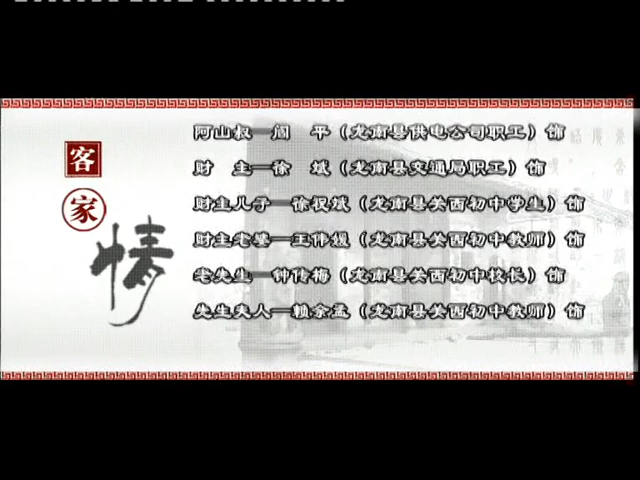 客
家
情
阿山叔—阎 平（龙南县供电公司职工）饰
财 主—徐 斌（龙南县交通局职工）饰
财主儿子—徐叔斌（龙南县关西初中学生）饰
财主老婆—王伟媛（龙南县关西初中教师）饰
老先生—钟传梅（龙南县关西初中校长）饰
先生夫人—赖余孟（龙南县关西初中教师）饰